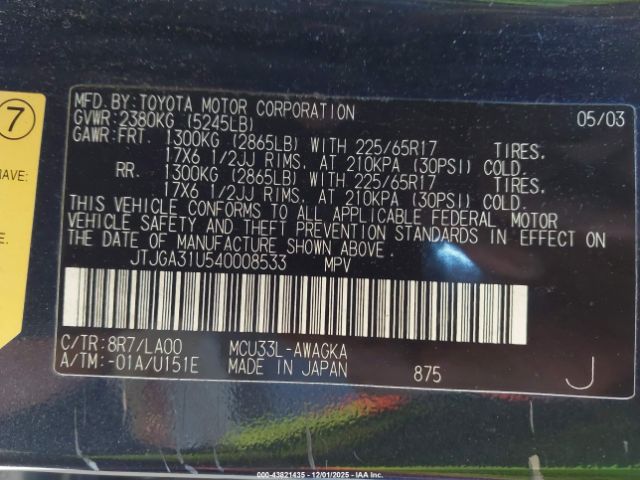 7
RAVE:
MFD. BY: TOYOTA MOTOR CORPORATION 05/03
GVWR: 2380KG (5245LB)
GAWR: FRT. 1300KG (2865LB) WITH 225/65R17 TIRES,
17X6 1/2JJ RIMS, AT 210KPA (30PSI) COLD.
RR. 1300KG (2865LB) WITH 225/65R17 TIRES,
17X6 1/2JJ RIMS, AT 210KPA (30PSI) COLD.
THIS VEHICLE CONFORMS TO ALL APPLICABLE FEDERAL MOTOR
VEHICLE SAFETY AND THEFT PREVENTION STANDARDS IN EFFECT ON
THE DATE OF MANUFACTURE SHOWN ABOVE.
JTJGA31U540008533 MPV
C/TR: 8R7/LA00 MCU33L-AWAGKA
A/TM: -01A/U151E MADE IN JAPAN 875 J
000-43821435 - 12/01/2025 - IAA Inc.